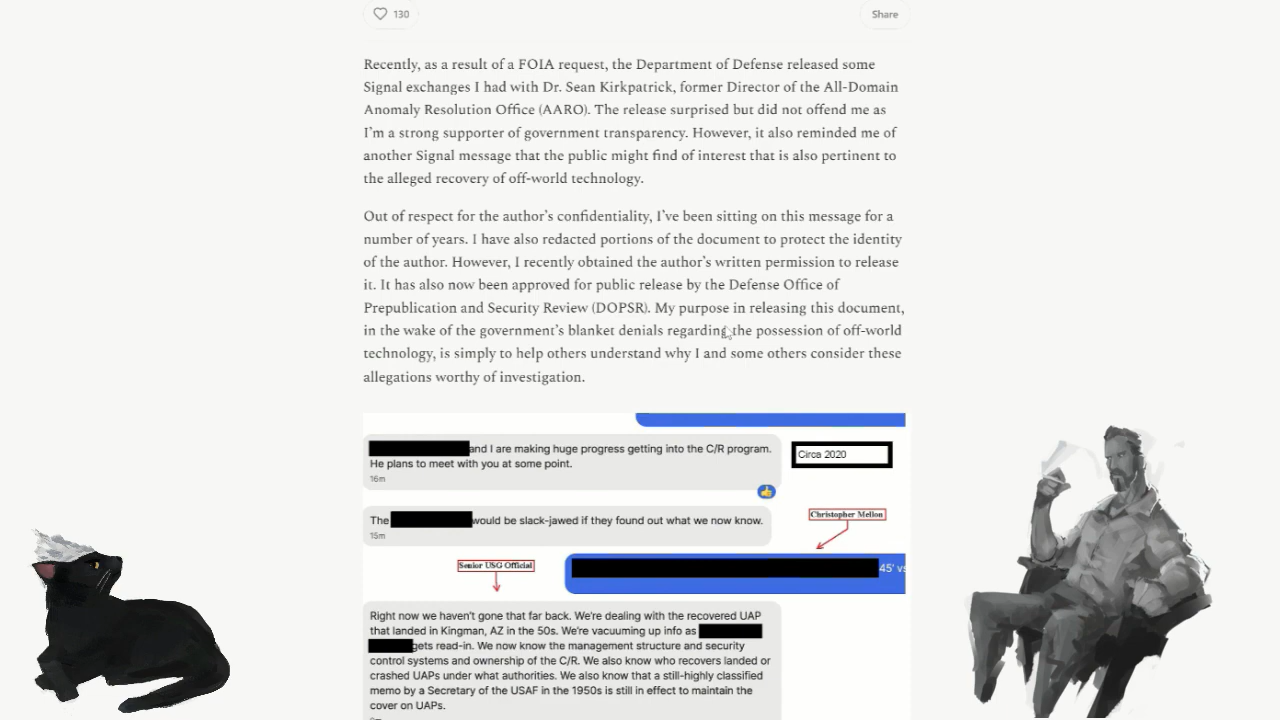 130
Share
Recently, as a result of a FOIA request, the Department of Defense released some
Signal exchanges I had with Dr. Sean Kirkpatrick, former Director of the All-Domain
Anomaly Resolution Office (AARO). The release surprised but did not offend me as
I'm a strong supporter of government transparency. However, it also reminded me of
another Signal message that the public might find of interest that is also pertinent to
the alleged recovery of off-world technology.
Out of respect for the author's confidentiality, I've been sitting on this message for a
number of years. I have also redacted portions of the document to protect the identity
of the author. However, I recently obtained the author's written permission to release
it. It has also now been approved for public release by the Defense Office of
Prepublication and Security Review (DOPSR). My purpose in releasing this document,
in the wake of the government's blanket denials regarding the possession of off-world
technology, is simply to help others understand why I and some others consider these
allegations worthy of investigation.
and I are making huge progress getting into the C/R program.
He plans to meet with you at some point.
16m
Circa 2020
The would be slack-jawed if they found out what we now know.
15m
Christopher Mellon
Senior USG Official
45' vs
Right now we haven't gone that far back. We're dealing with the recovered UAP
that landed in Kingman, AZ in the 50s. We're vacuuming up info as
gets read-in. We now know the management structure and security
control systems and ownership of the C/R. We also know who recovers landed or
crashed UAPs under what authorities. We also know that a still-highly classified
memo by a Secretary of the USAF in the 1950s is still in effect to maintain the
cover on UAPs.